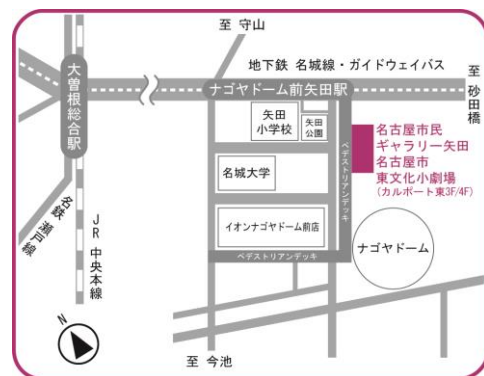 至 守山
地下鉄 名城線・ガイドウェイバス
至 砂田橋
大曽根総合駅
ナゴヤドーム前矢田駅
矢田
小学校
矢田
公園
名古屋市民
ギャラリー矢田
名古屋市
東文化小劇場
(カルポート東3F/4F)
ペデストリアンデッキ
名城大学
名鉄 瀬戸線
JR 中央本線
イオンナゴヤドーム前店
ナゴヤドーム
ペデストリアンデッキ
N
至 今池